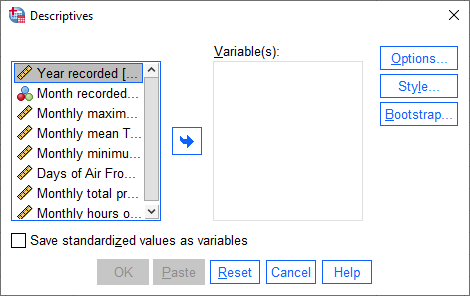 Descriptives
Variable(s):
Year recorded [...
Month recorded...
Monthly maxim...
Monthly mean T...
Monthly minimu...
Days of Air Fro...
Monthly total pr...
Monthly hours o...
Options...
Style...
Bootstrap...
Save standardized values as variables
OK Paste Reset Cancel Help